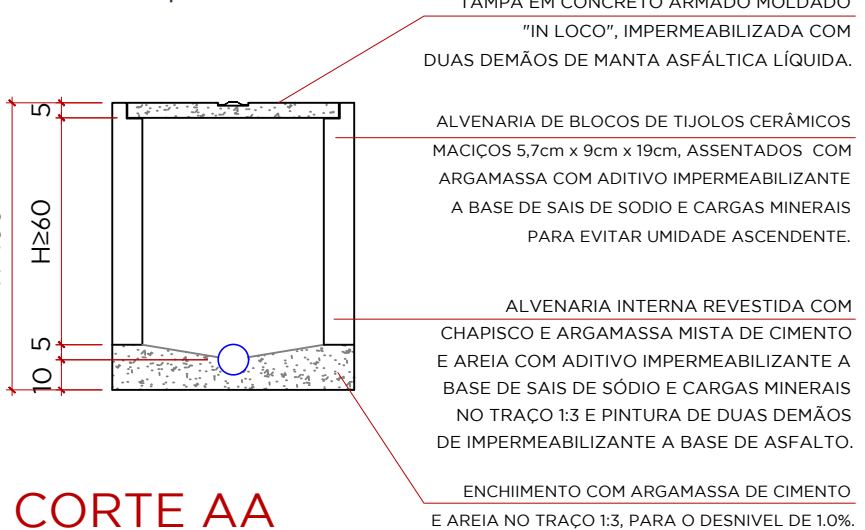 TAMPA EM CONCRETO ARMADO MOLDADO
"IN LOCO", IMPERMEABILIZADA COM
DUAS DEMÃOS DE MANTA ASFÁLTICA LÍQUIDA.
5
ALVENARIA DE BLOCOS DE TIJOLOS CERÂMICOS
MACIÇOS 5,7cm x 9cm x 19cm, ASSENTADOS COM
ARGAMASSA COM ADITIVO IMPERMEABILIZANTE
A BASE DE SAIS DE SODIO E CARGAS MINERAIS
PARA EVITAR UMIDADE ASCENDENTE.
H≥60
ALVENARIA INTERNA REVESTIDA COM
CHAPISCO E ARGAMASSA MISTA DE CIMENTO
E AREIA COM ADITIVO IMPERMEABILIZANTE A
BASE DE SAIS DE SÓDIO E CARGAS MINERAIS
NO TRAÇO 1:3 E PINTURA DE DUAS DEMÃOS
DE IMPERMEABILIZANTE A BASE DE ASFALTO.
5
10
ENCHIIMENTO COM ARGAMASSA DE CIMENTO
E AREIA NO TRAÇO 1:3, PARA O DESNIVEL DE 1.0%
CORTE AA